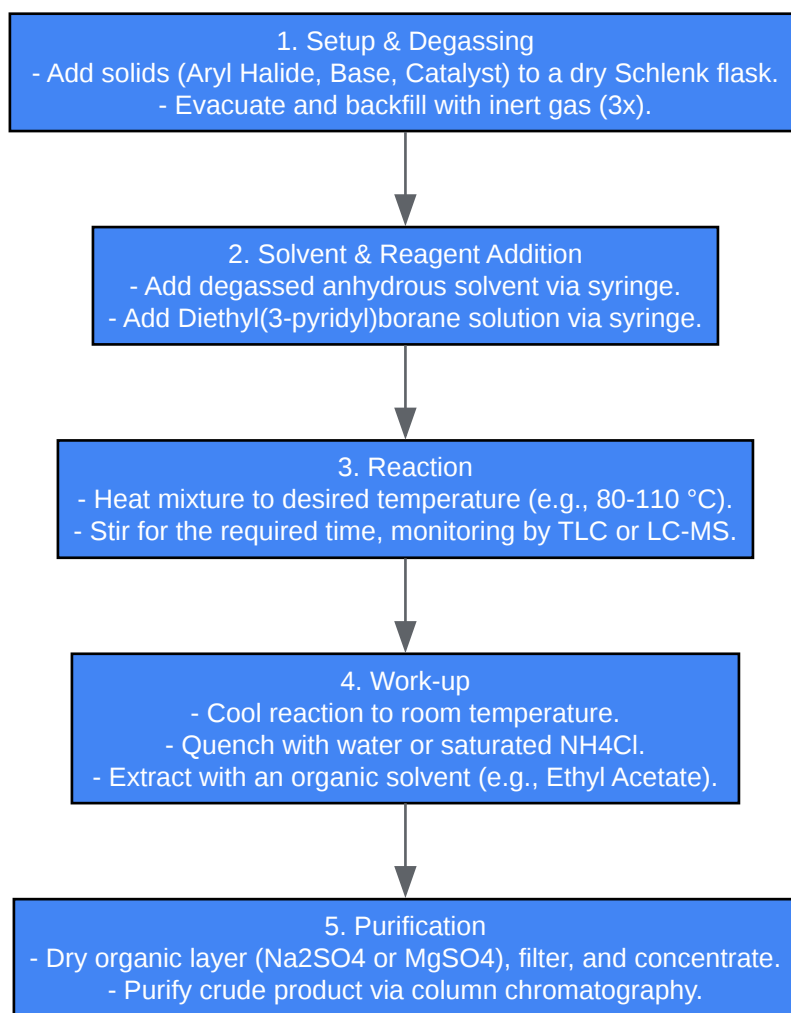 1. Setup & Degassing
- Add solids (Aryl Halide, Base, Catalyst) to a dry Schlenk flask.
- Evacuate and backfill with inert gas (3x).
2. Solvent & Reagent Addition
- Add degassed anhydrous solvent via syringe.
- Add Diethyl(3-pyridyl)borane solution via syringe.
3. Reaction
- Heat mixture to desired temperature (e.g., 80-110 °C).
- Stir for the required time, monitoring by TLC or LC-MS.
4. Work-up
- Cool reaction to room temperature.
- Quench with water or saturated NH4Cl.
- Extract with an organic solvent (e.g., Ethyl Acetate).
5. Purification
- Dry organic layer (Na2SO4 or MgSO4), filter, and concentrate.
- Purify crude product via column chromatography.